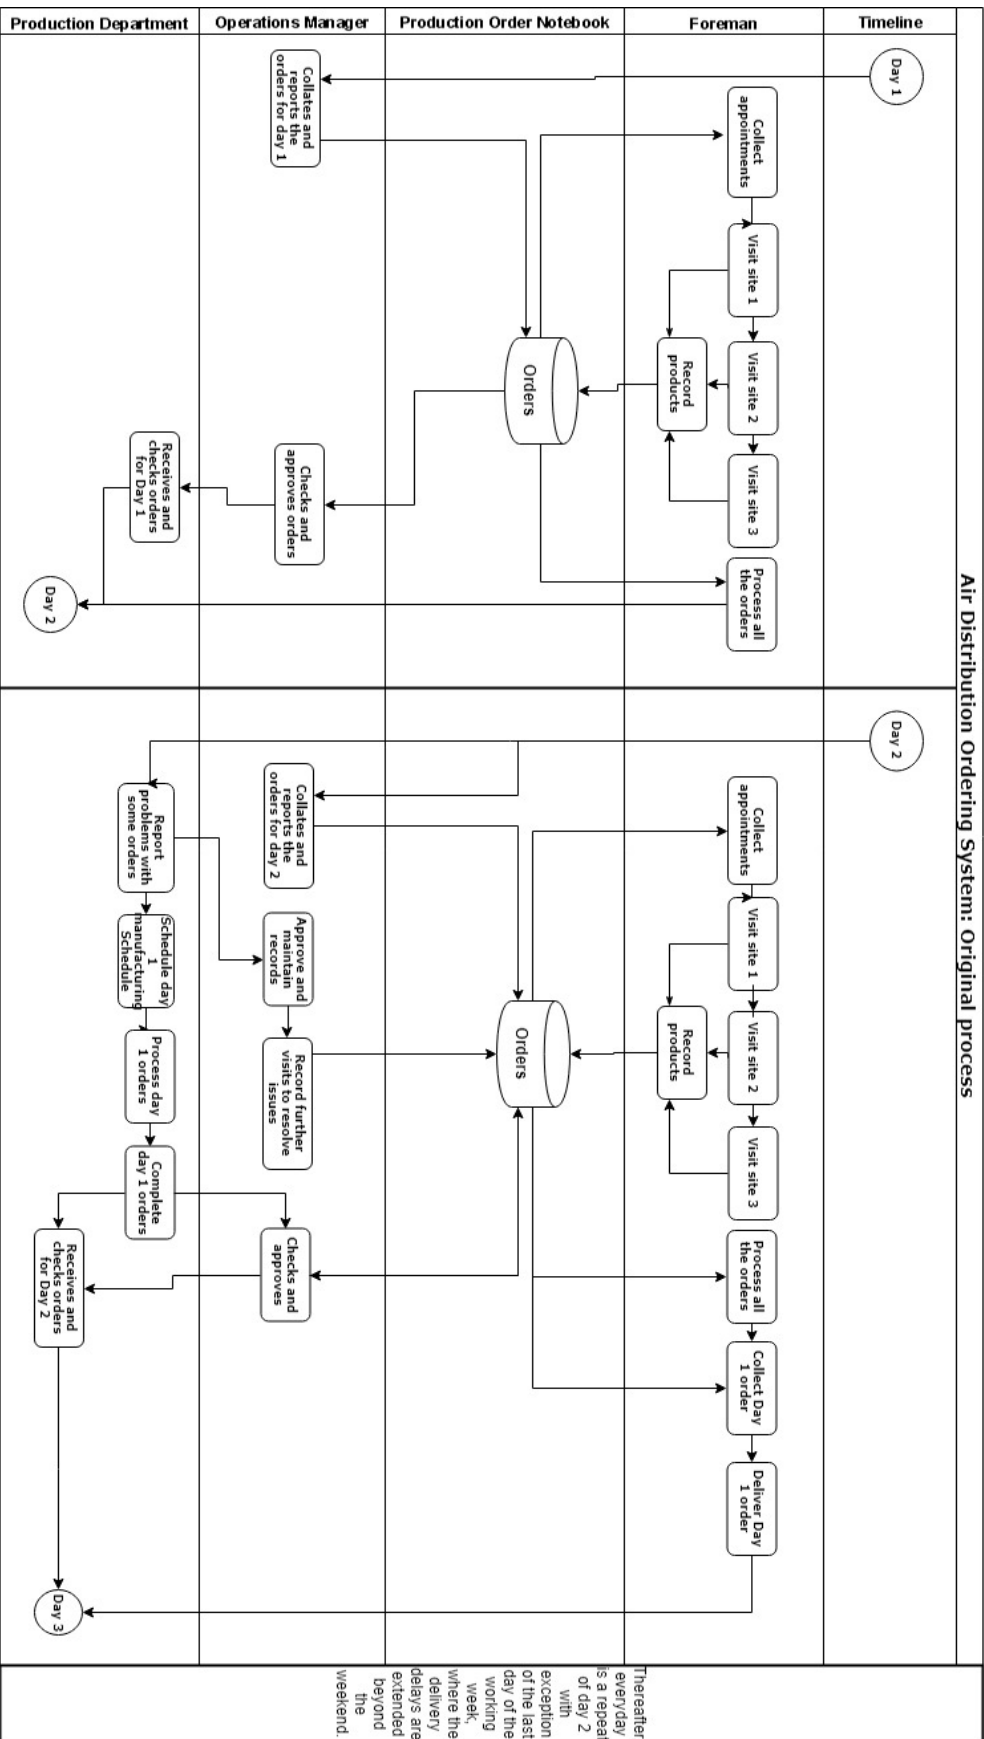 Air Distribution Ordering System: Original process
Timeline
Foreman
Production Order Notebook
Operations Manager
Production Department
Day 1
Collect
appointments
Visit site 1
Visit site 2
Visit site 3
Record
products
Process all
the orders
Orders
Collates and
reports the
orders for day 1
Checks and
approves orders
Receives and
checks orders
for Day 1
Day 2
Day 2
Collect
appointments
Visit site 1
Visit site 2
Visit site 3
Record
products
Process all
the orders
Collect Day
1 order
Deliver Day
1 order
Orders
Collates and
reports the
orders for day 2
Approve and
maintain
records
Record further
visits to resolve
issues
Checks and
approves
Report
problems with
some orders
Schedule day
1
manufacturing
Schedule
Process day
1 orders
Complete
day 1 orders
Receives and
checks orders
for Day 2
Day 3
Thereafter
everyday
is a repeat
of day 2
with
exception
of the last
day of the
working
week,
where the
delivery
delays are
extended
beyond
the
weekend.